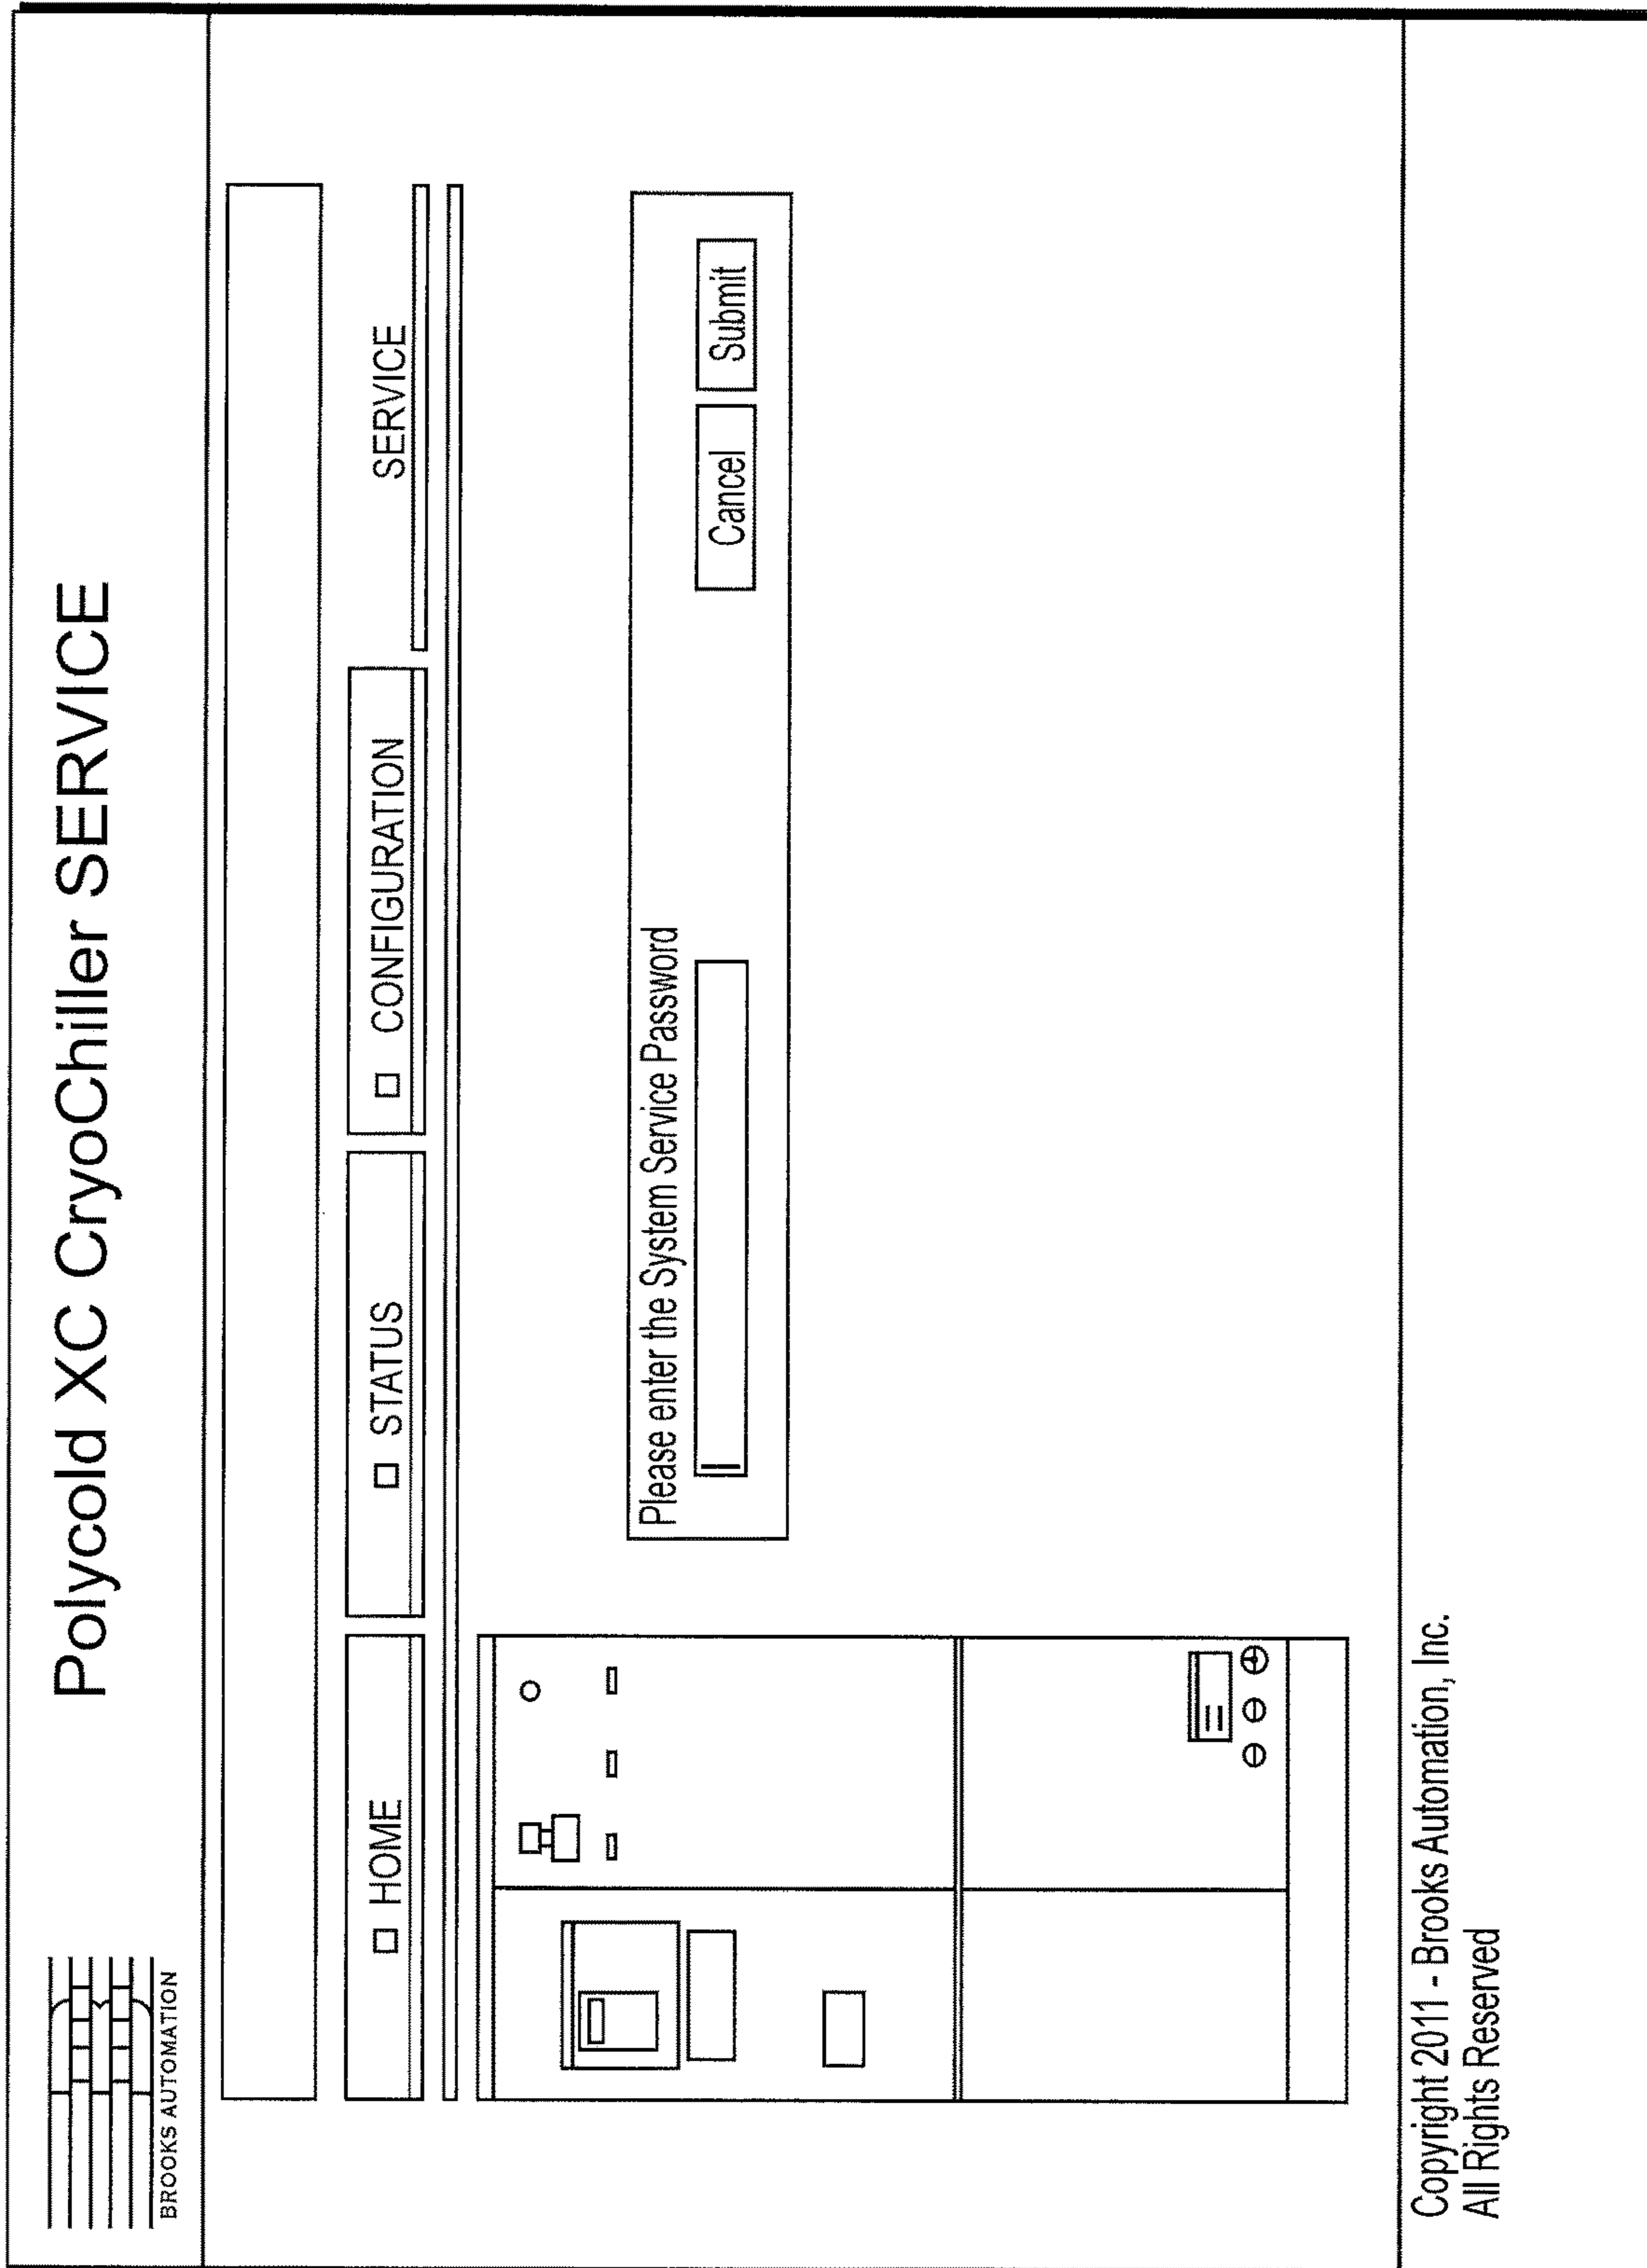 BROOKS AUTOMATION
Polycold XC CryoChiller SERVICE
HOME
STATUS
CONFIGURATION
SERVICE
Please enter the System Service Password
Cancel
Submit
Copyright 2011 - Brooks Automation, Inc.
All Rights Reserved